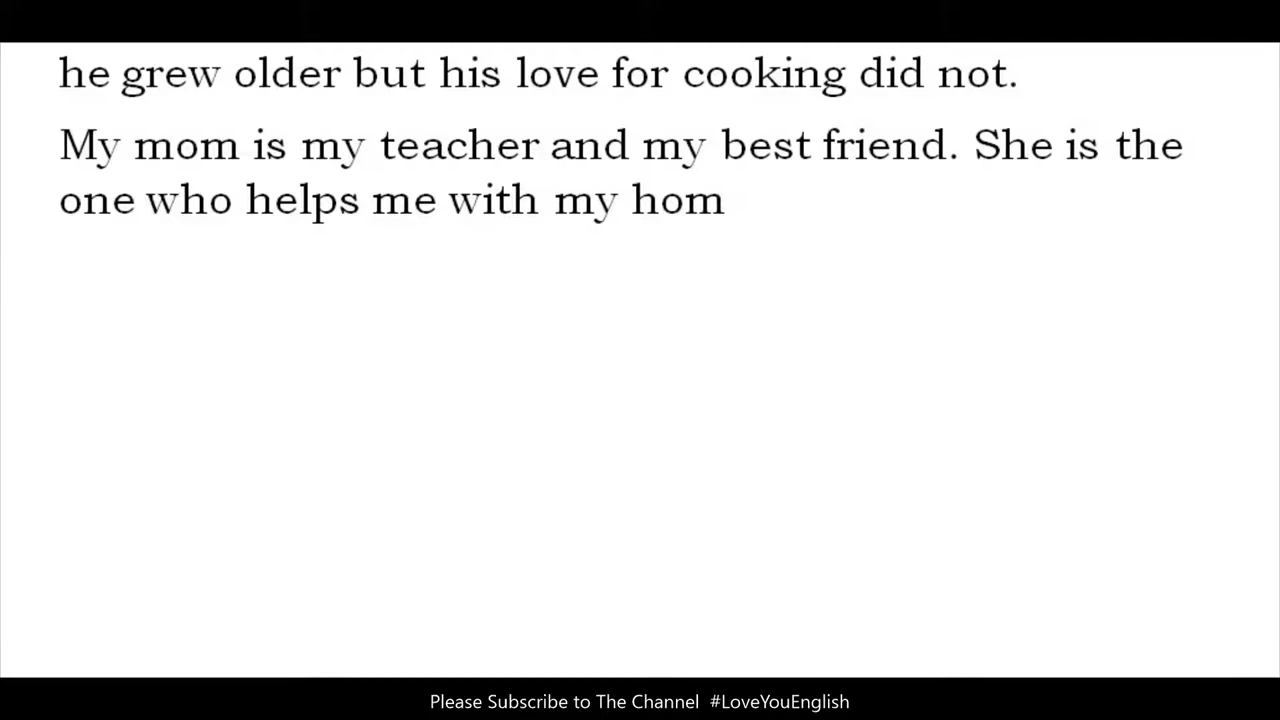 he grew older but his love for cooking did not.
My mom is my teacher and my best friend. She is the
one who helps me with my hom
Please Subscribe to The Channel #LoveYouEnglish